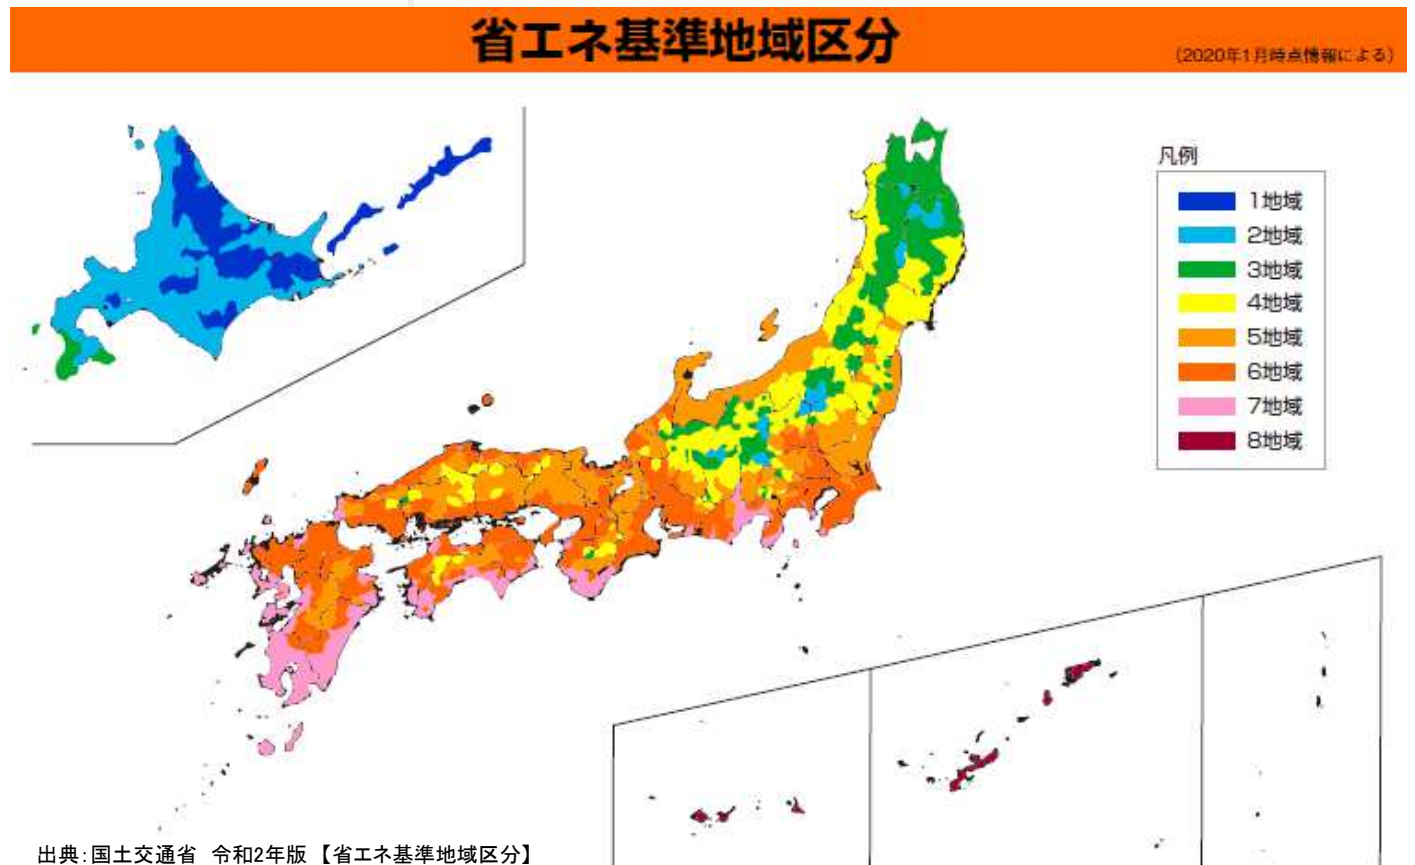 省エネ基準地域区分
(2020年1月時点情報による)
凡例
1地域
2地域
3地域
4地域
5地域
6地域
7地域
8地域
出典:国土交通省 令和2年版【省エネ基準地域区分】